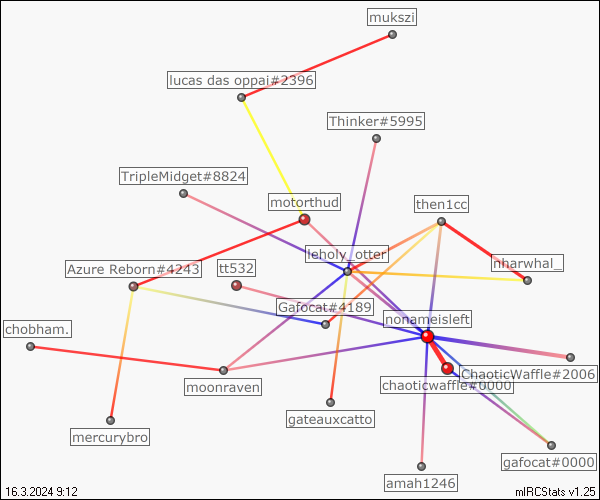 mukszi
lucas das oppai#2396
Thinker#5995
TripleMidget#8824
motorthud
then1cc
leholy_otter
nharwhal_
Azure Reborn#4243
tt532
Gafocat#4189
nonameisleft
chobham.
ChaoticWaffle#2006
chaoticwaffle#0000
moonraven
gateauxcatto
mercurybro
gafocat#0000
amah1246
16.3.2024 9:12
mIRCStats v1.25